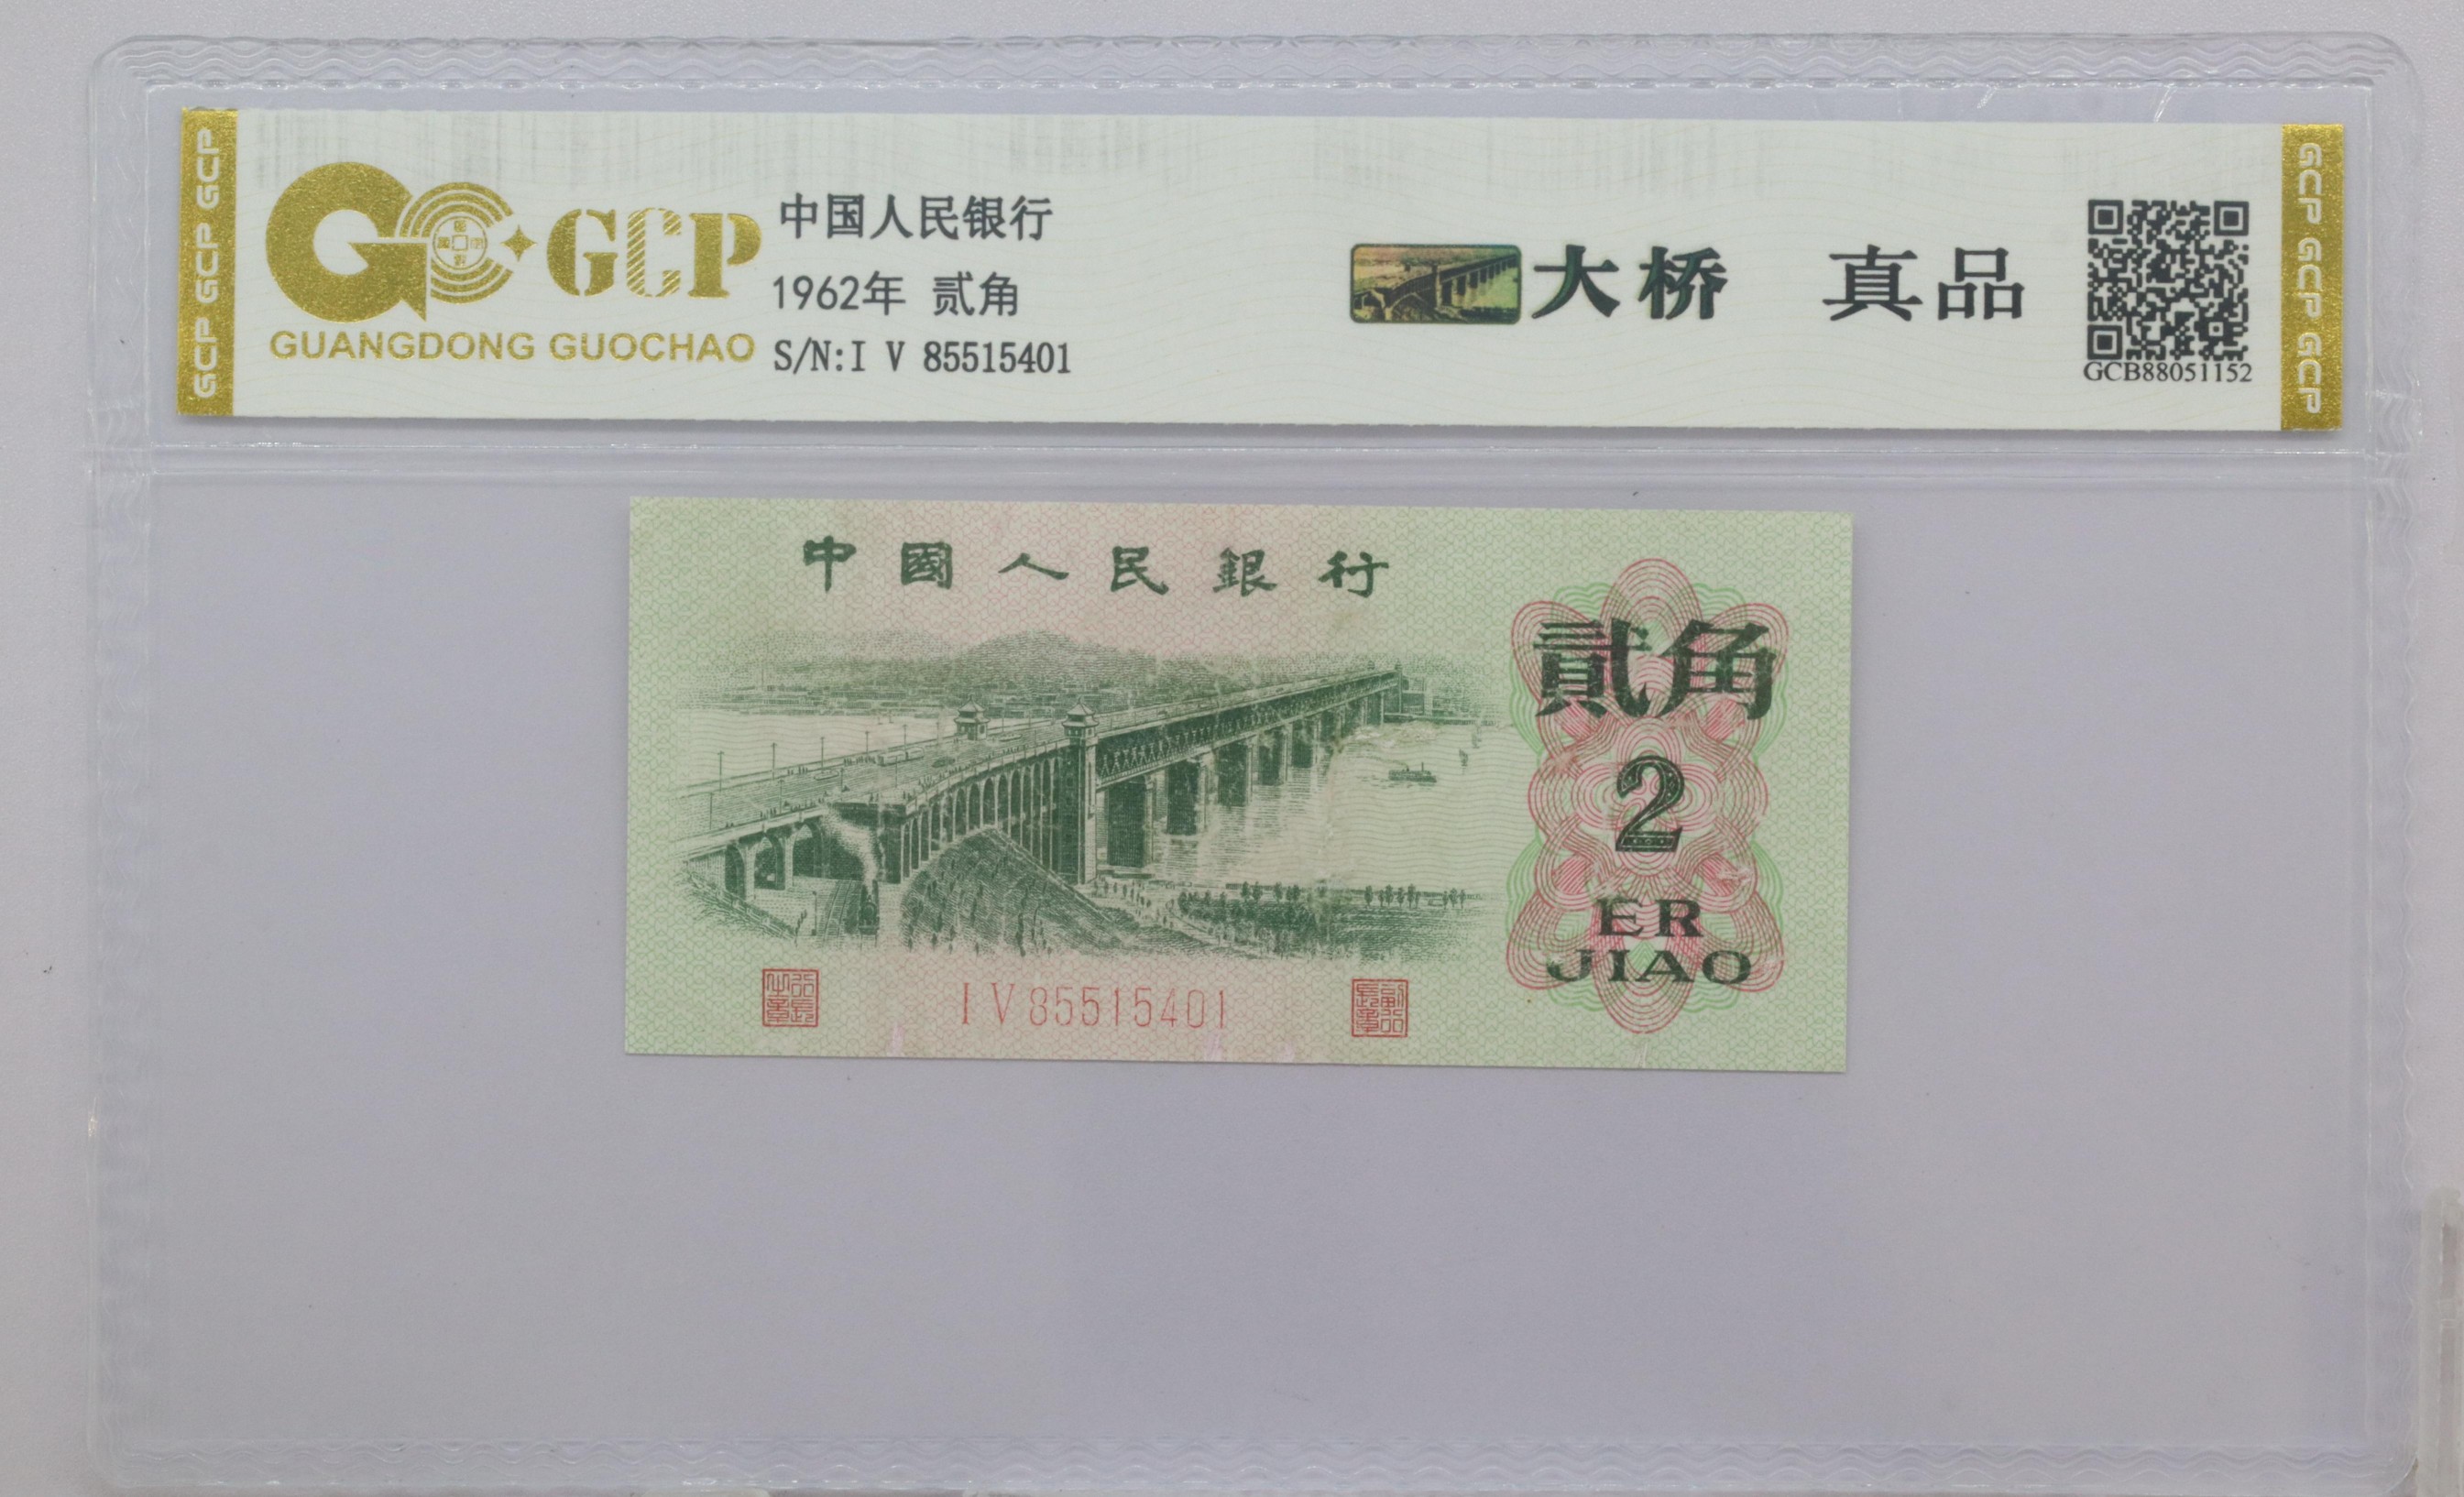 GCP GCP GCP
GCP
GUANGDONG GUOCHAO
中国人民银行
1962年 贰角
S/N:I V 85515401
大桥 真品
GCB88051152
GCP GCP GCP
中國人民銀行
貳角
2
ER
JIAO
I V 85515401